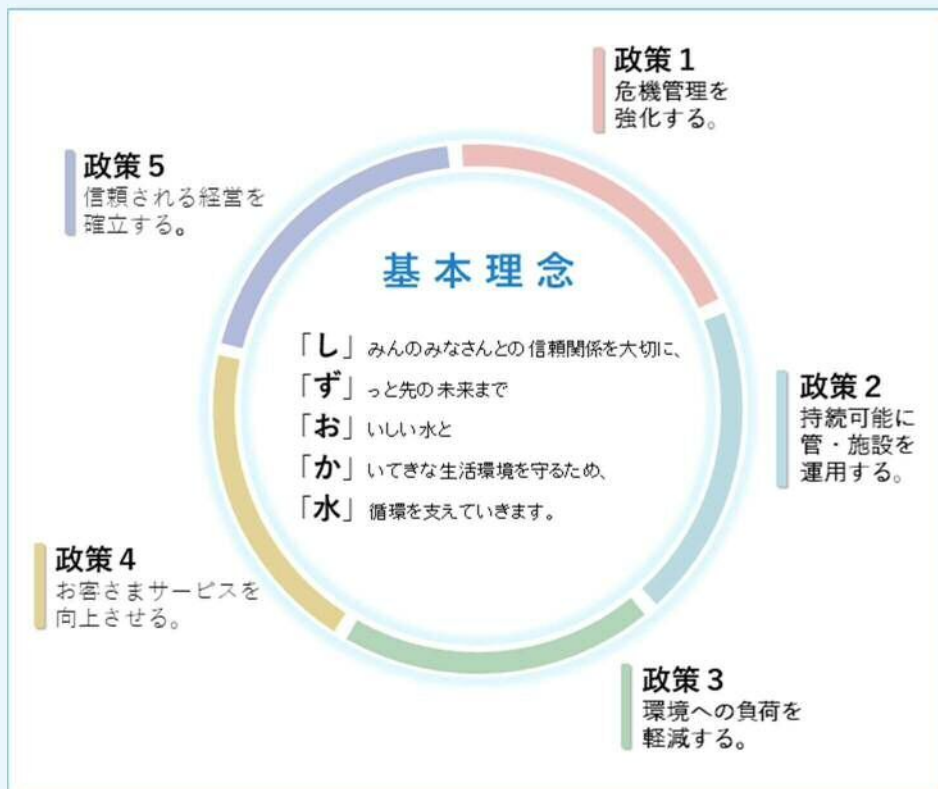 政策１
危機管理を
強化する。
政策５
信頼される経営を
確立する。
基本理念
「し」みんのみなさんとの信頼関係を大切に、
「ず」っと先の未来まで
「お」いしい水と
「か」いてきな生活環境を守るため、
「水」循環を支えていきます。
政策２
持続可能に
管・施設を
運用する。
政策４
お客さまサービスを
向上させる。
政策３
環境への負荷を
軽減する。